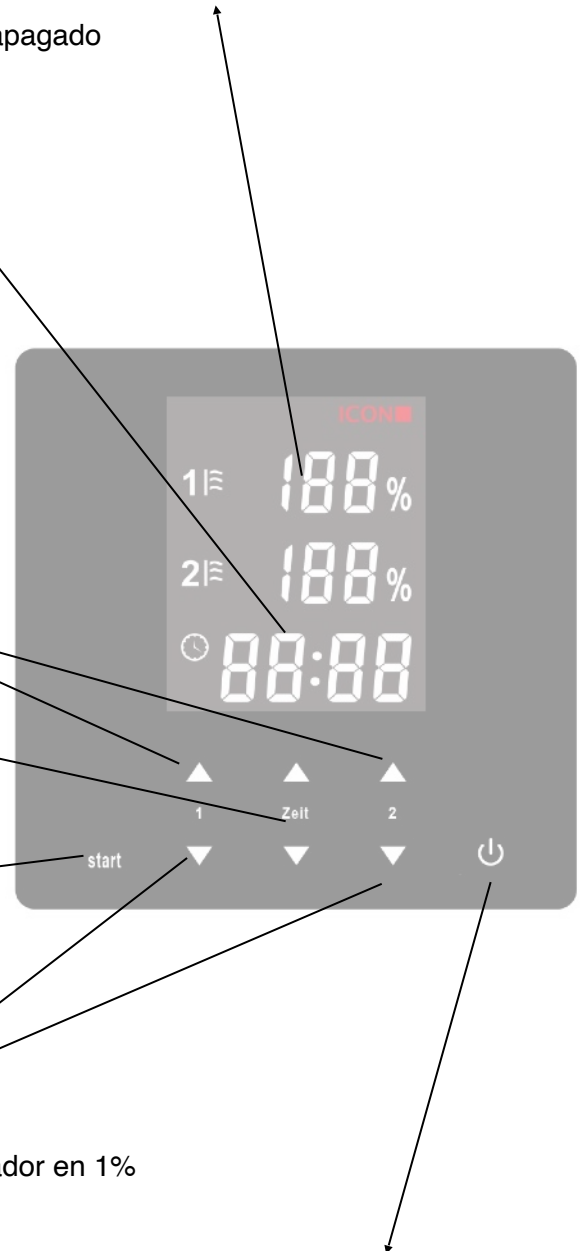 apagado
ICON
1 188 %
2 188 %
88:88
1 Zeit 2
start
ador en 1%